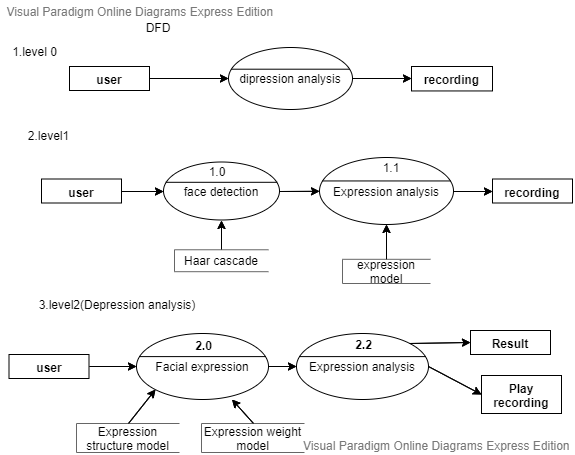 Visual Paradigm Online Diagrams Express Edition
DFD
1.level 0
user
dipression analysis
recording
2.level1
1.0
1.1
user
face detection
Expression analysis
recording
Haar cascade
expression
model
3.level2(Depression analysis)
2.0
2.2
Result
user
Facial expression
Expression analysis
Play
recording
Expression
structure model
Expression weight
model
Visual Paradigm Online Diagrams Express Edition